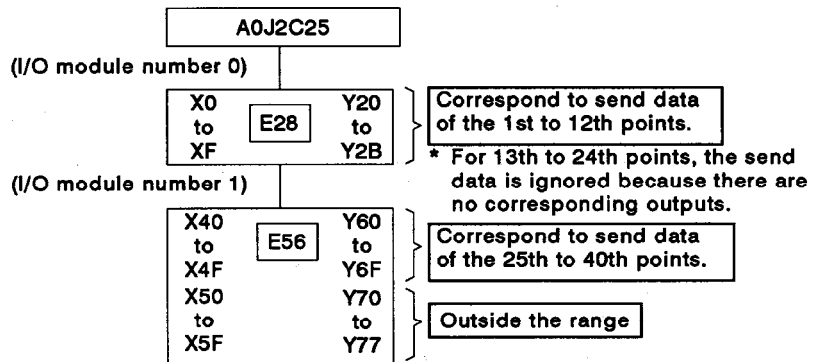 A0J2C25
(I/O module number 0)
X0 Y20
to E28 to
XF Y2B
Correspond to send data
of the 1st to 12th points.
* For 13th to 24th points, the send
data is ignored because there are
no corresponding outputs.
(I/O module number 1)
X40 Y60
to E56 to
X4F Y6F
Correspond to send data
of the 25th to 40th points.
X50 Y70
to to
X5F Y77
Outside the range